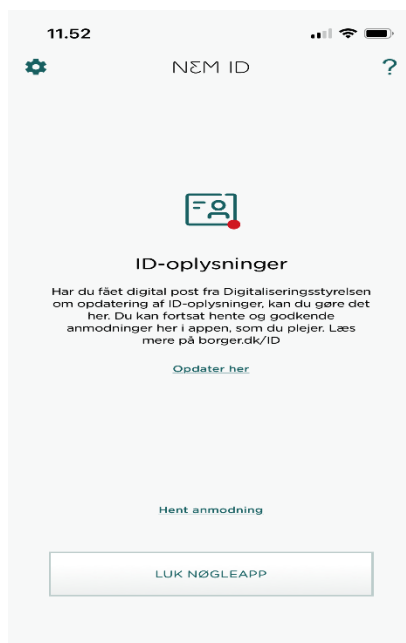 11.52
NΣM ID ?
ID-oplysninger
Har du fået digital post fra Digitaliseringsstyrelsen
om opdatering af ID-oplysninger, kan du gøre det
her. Du kan fortsat hente og godkende
anmodninger her i appen, som du plejer. Læs
mere på borger.dk/ID
Opdater her
Hent anmodning
LUK NØGLEAPP